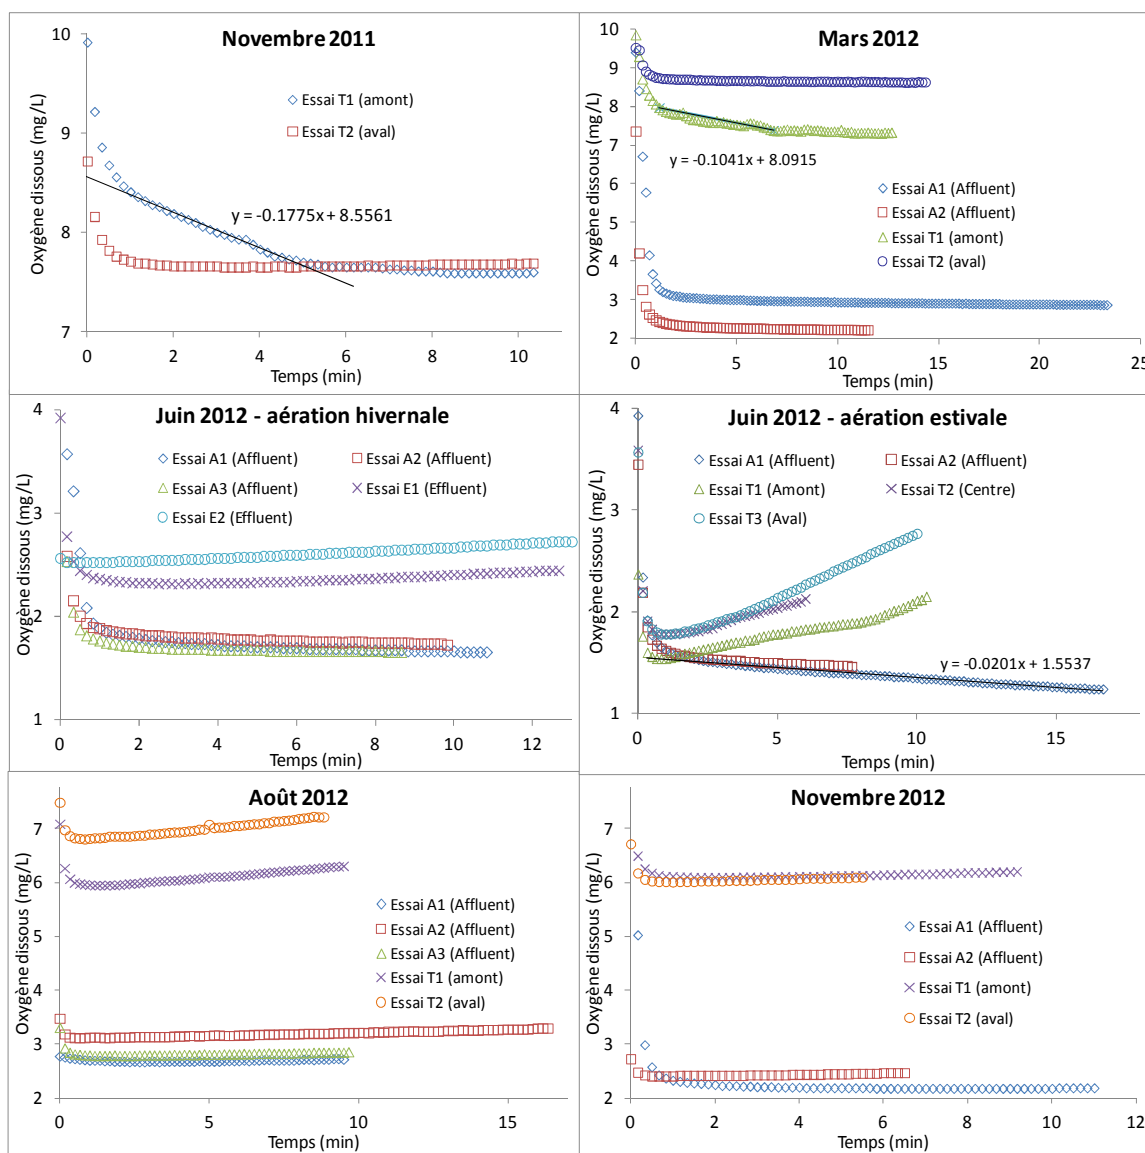 Novembre 2011
Oxygène dissous (mg/L)
10
9
8
7
Essai T1 (amont)
Essai T2 (aval)
y = -0.1775x + 8.5561
0 2 4 6 8 10
Temps (min)
Mars 2012
Oxygène dissous (mg/L)
10
9
8
7
6
5
4
3
2
y = -0.1041x + 8.0915
Essai A1 (Affluent)
Essai A2 (Affluent)
Essai T1 (amont)
Essai T2 (aval)
0 5 10 15 20 25
Temps (min)
Juin 2012 - aération hivernale
Oxygène dissous (mg/L)
4
3
2
1
Essai A1 (Affluent) Essai A2 (Affluent)
Essai A3 (Affluent) Essai E1 (Effluent)
Essai E2 (Effluent)
0 2 4 6 8 10 12
Temps (min)
Juin 2012 - aération estivale
Oxygène dissous (mg/L)
4
3
2
1
Essai A1 (Affluent) Essai A2 (Affluent)
Essai T1 (Amont) Essai T2 (Centre)
Essai T3 (Aval)
y = -0.0201x + 1.5537
0 5 10 15
Temps (min)
Août 2012
Oxygène dissous (mg/L)
7
6
5
4
3
2
Essai A1 (Affluent)
Essai A2 (Affluent)
Essai A3 (Affluent)
Essai T1 (amont)
Essai T2 (aval)
0 5 10 15
Temps (min)
Novembre 2012
Oxygène dissous (mg/L)
7
6
5
4
3
2
Essai A1 (Affluent)
Essai A2 (Affluent)
Essai T1 (amont)
Essai T2 (aval)
0 2 4 6 8 10 12
Temps (min)